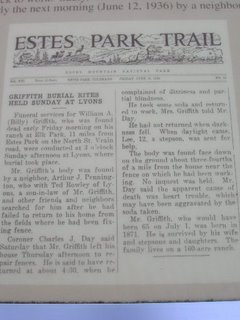 ly the next morning (June 12, 1936) by a neighbor
ESTES PARK TRAIL
ROCKY MOUNTAIN NATIONAL PARK
GRIFFITH BURIAL RITES
HELD SUNDAY AT LYONS
Funeral services for William A.
(Billy) Griffith, who was found
dead early Friday morning on his
ranch at Elk Park, 11 miles from
Estes Park on the North St. Vrain
road, were conducted at 3 o'clock
Sunday afternoon at Lyons, where
burial took place.
Mr. Griffith's body was found
by a neighbor, Arthur J. Penning-
ton, who with Ted Rowley of Ly-
ons, a son-in-law of Mr. Griffith
and other friends and neighbors
searched for him after he had
failed to return to his home from
the fields where he had been fix-
ing fence.
Coroner Charles J. Day said
Saturday that Mr. Griffith left his
house Thursday afternoon to re-
pair fences. He is said to have re-
turned at about 4:30, when he
complained of dizziness and par-
tial blindness.
He took some soda and return-
ed to work, Mrs. Griffith told Mr.
Day.
He had not returned when dark-
ness fell. When daylight came,
Lee, 12, a stepson, was sent for
The body was found face down
on the ground about three-fourths
of a mile from the home near the
fence on which he had been work-
ing. No inquest was held. Mr.
Day said the apparent cause of
death was heart trouble, which
may have been aggravated by the
soda taken.
Mr. Griffith, who would have
been 65 on July 1, was born in
1871. He is survived by his wife
and stepsons and daughters. The
family lives on a 160-acre ranch.